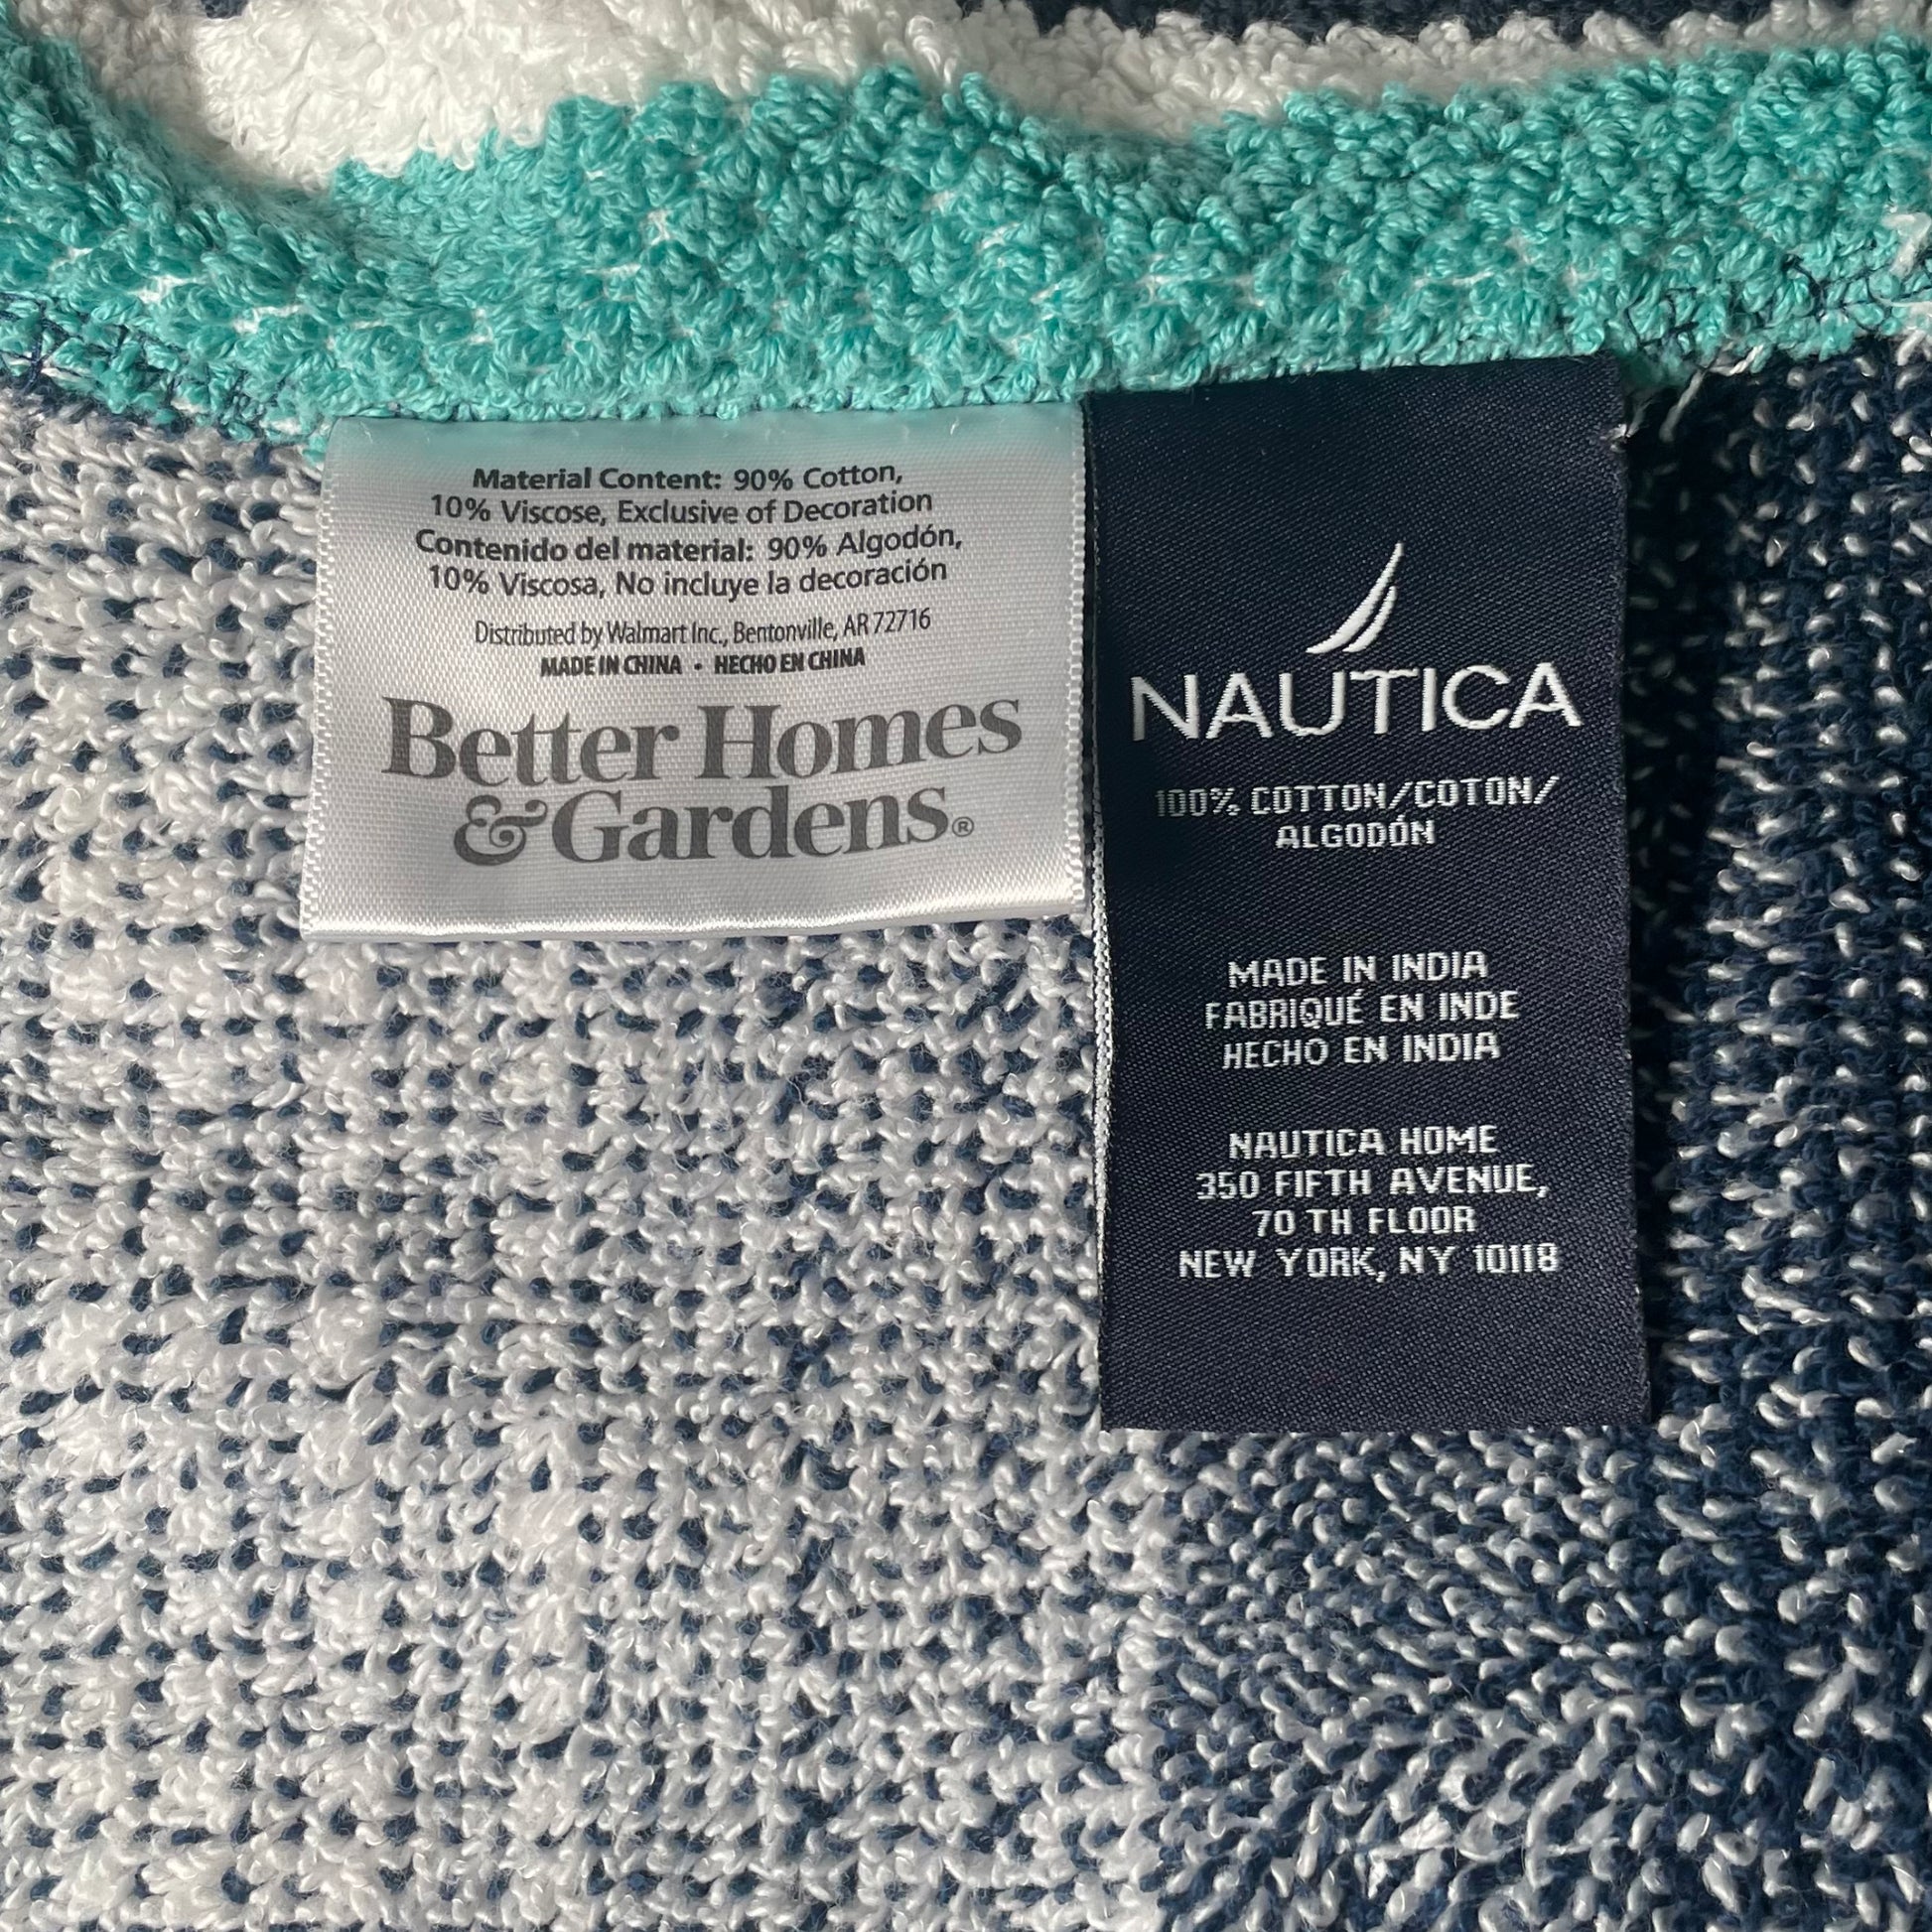 Material Content: 90% Cotton,
10% Viscose, Exclusive of Decoration
Contenido del material: 90% Algodón,
10% Viscosa, No incluye la decoración
Distributed by Walmart Inc., Bentonville, AR 72716
MADE IN CHINA • HECHO EN CHINA
Better Homes
&Gardens®
NAUTICA
100% COTTON/COTON/
ALGODÓN
MADE IN INDIA
FABRIQUÉ EN INDE
HECHO EN INDIA
NAUTICA HOME
350 FIFTH AVENUE,
70 TH FLOOR
NEW YORK, NY 10118